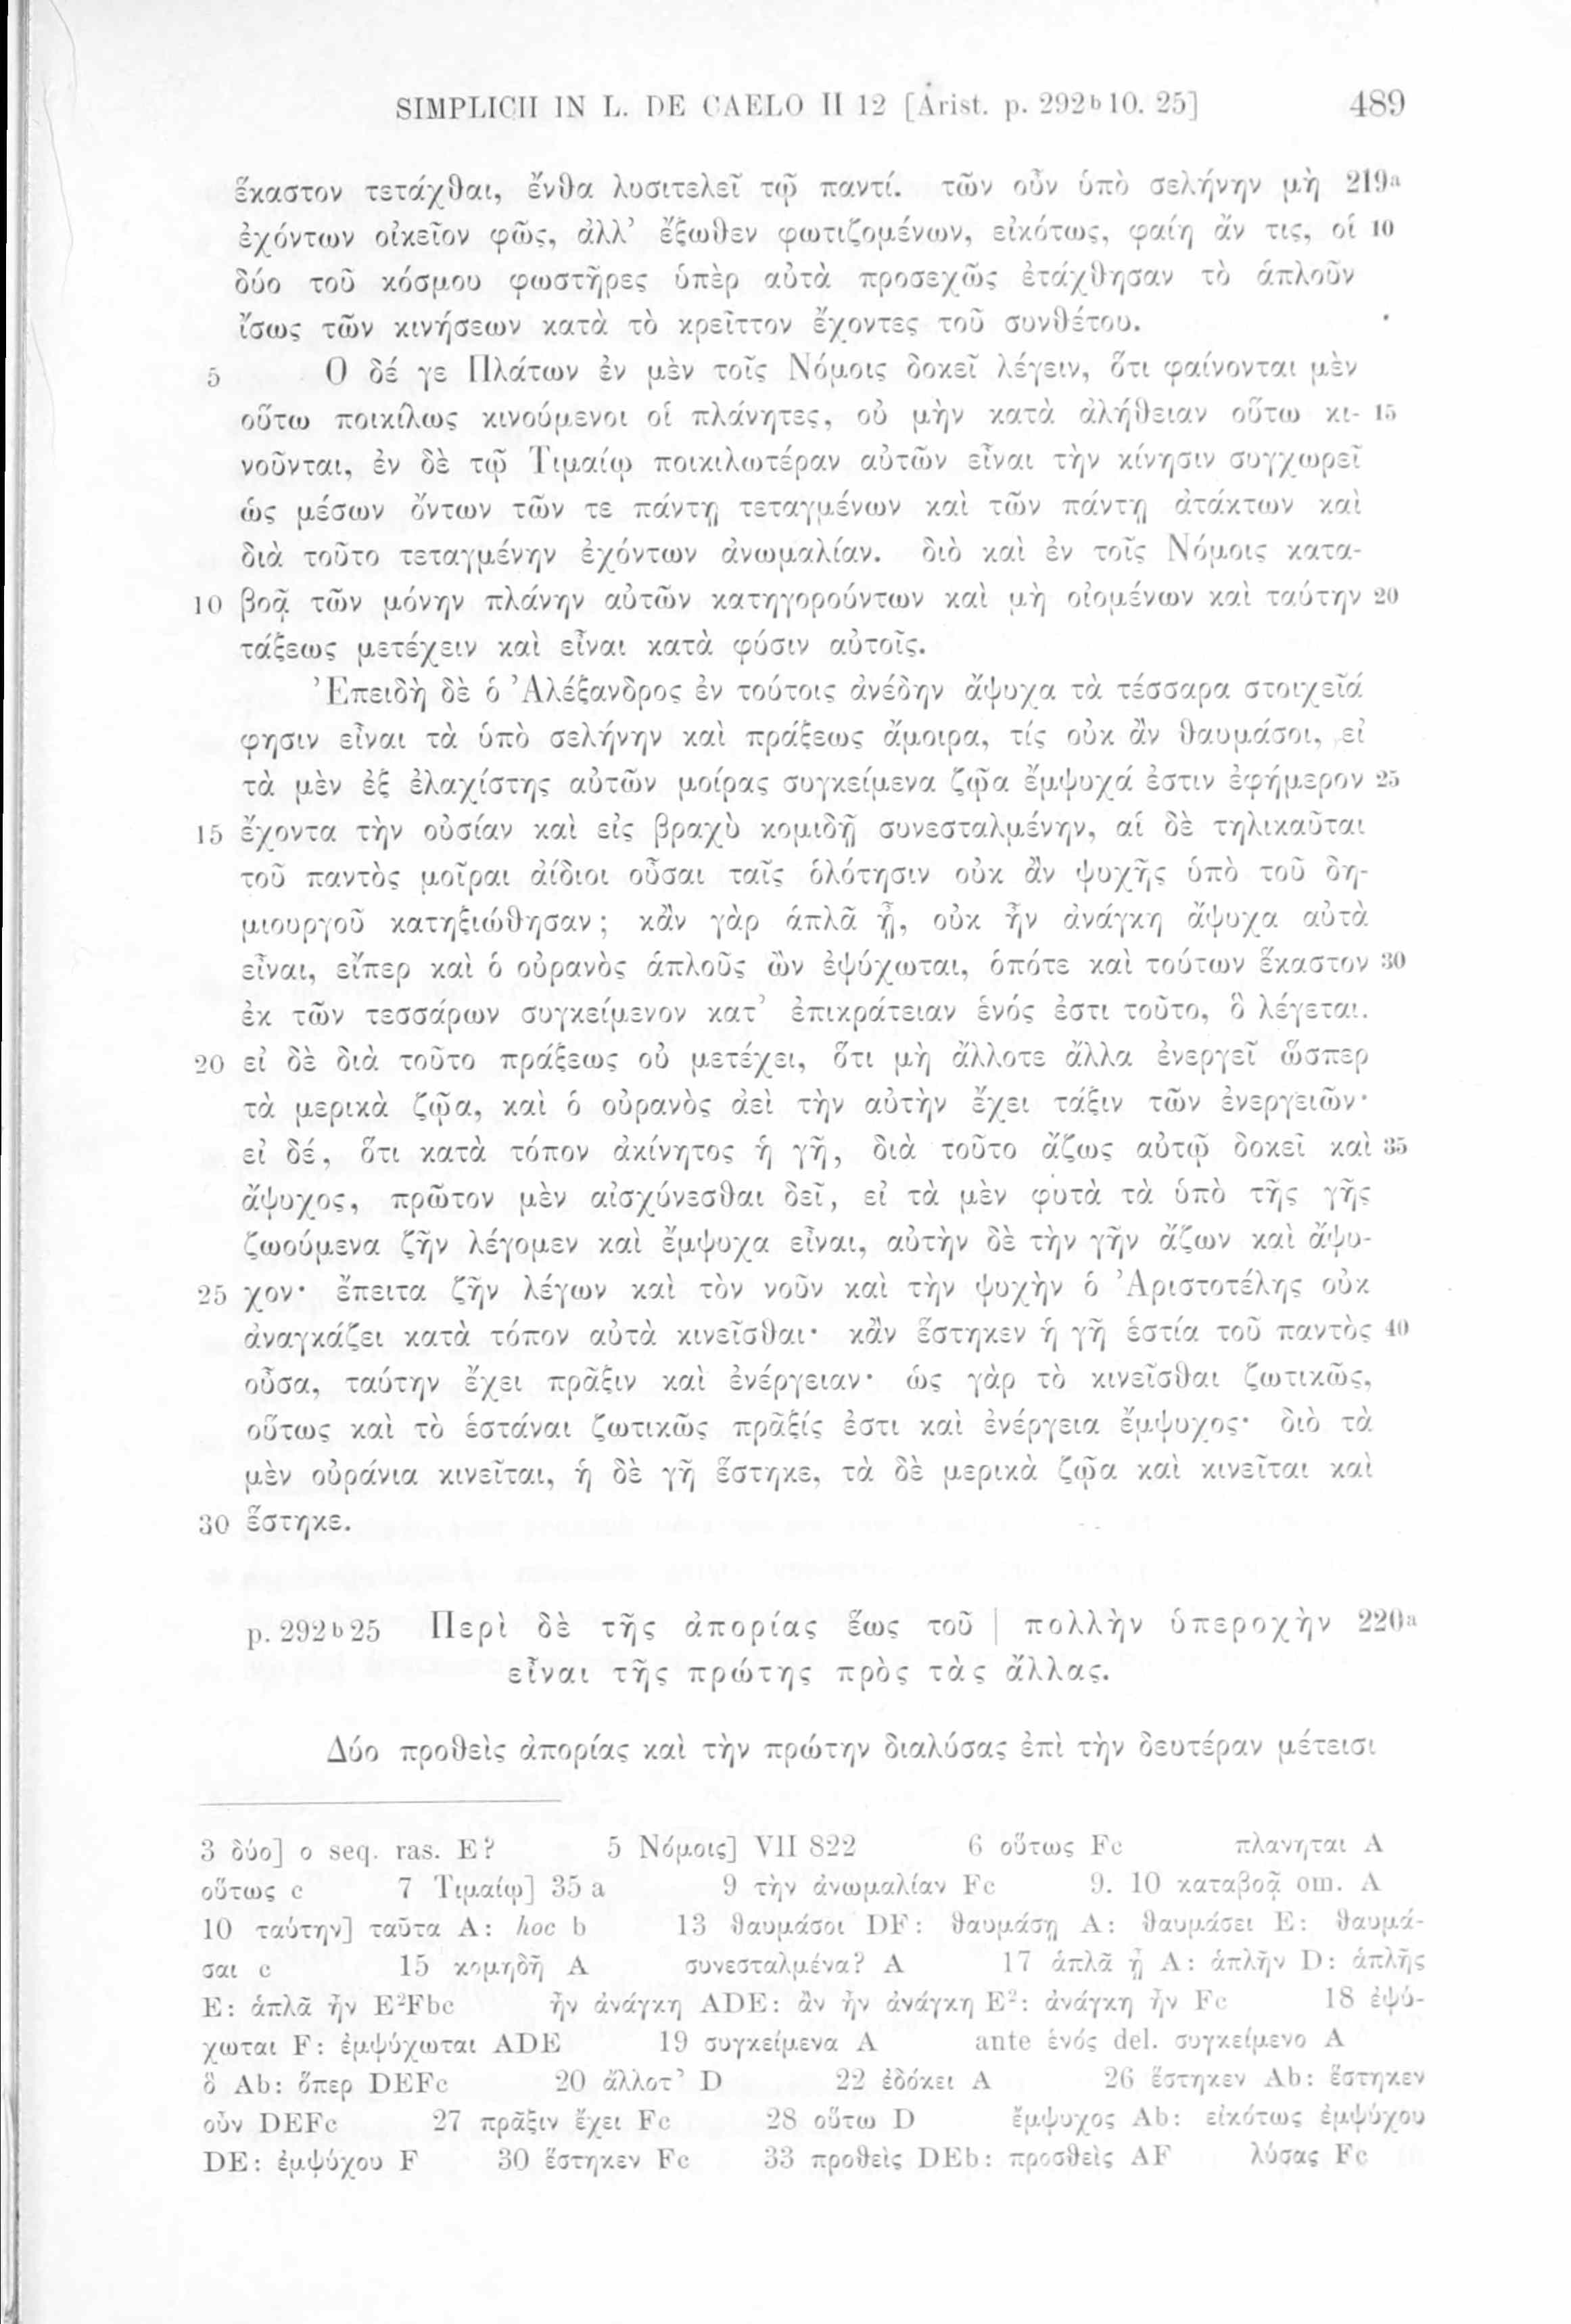 SIMPLICII IN L. DE CAELO II 12 [Arist. p. 292ᵇ10. 25] 489
ἕκαστον τετάχθαι, ἔνθα λυσιτελεῖ τῷ παντί. τῶν οὖν ὑπὸ σελήνην μὴ 219ᵃ
ἐχόντων οἰκεῖον φῶς, ἀλλ’ ἔξωθεν φωτιζομένων, εἰκότως, φαίη ἄν τις, οἱ 10
δύο τοῦ κόσμου φωστῆρες ὑπὲρ αὐτὰ προσεχῶς ἐτάχθησαν τὸ ἁπλοῦν
ἴσως τῶν κινήσεων κατὰ τὸ κρεῖττον ἔχοντες τοῦ συνθέτου.
5 Ὁ δέ γε Πλάτων ἐν μὲν τοῖς Νόμοις δοκεῖ λέγειν, ὅτι φαίνονται μὲν
οὕτω ποικίλως κινούμενοι οἱ πλάνητες, οὐ μὴν κατὰ ἀλήθειαν οὕτω κι- 15
νοῦνται, ἐν δὲ τῷ Τιμαίῳ ποικιλωτέραν αὐτῶν εἶναι τὴν κίνησιν συγχωρεῖ
ὡς μέσων ὄντων τῶν τε πάντῃ τεταγμένων καὶ τῶν πάντῃ ἀτάκτων καὶ
διὰ τοῦτο τεταγμένην ἐχόντων ἀνωμαλίαν. διὸ καὶ ἐν τοῖς Νόμοις κατα-
10 βοᾷ τῶν μόνην πλάνην αὐτῶν κατηγορούντων καὶ μὴ οἰομένων καὶ ταύτην 20
τάξεως μετέχειν καὶ εἶναι κατὰ φύσιν αὐτοῖς.
Ἐπειδὴ δὲ ὁ Ἀλέξανδρος ἐν τούτοις ἀνέδην ἄψυχα τὰ τέσσαρα στοιχεῖά
φησιν εἶναι τὰ ὑπὸ σελήνην καὶ πράξεως ἄμοιρα, τίς οὐκ ἂν θαυμάσοι, εἰ
τὰ μὲν ἐξ ἐλαχίστης αὐτῶν μοίρας συγκείμενα ζῷα ἔμψυχά ἐστιν ἐφήμερον 25
15 ἔχοντα τὴν οὐσίαν καὶ εἰς βραχὺ κομιδῇ συνεσταλμένην, αἱ δὲ τηλικαῦται
τοῦ παντὸς μοῖραι ἀίδιοι οὖσαι ταῖς ὁλότησιν οὐκ ἂν ψυχῆς ὑπὸ τοῦ δη-
μιουργοῦ κατηξιώθησαν; κἂν γὰρ ἁπλᾶ ᾖ, οὐκ ἦν ἀνάγκη ἄψυχα αὐτὰ
εἶναι, εἴπερ καὶ ὁ οὐρανὸς ἁπλοῦς ὢν ἐψύχωται, ὁπότε καὶ τούτων ἕκαστον 30
ἐκ τῶν τεσσάρων συγκείμενον κατ’ ἐπικράτειαν ἑνός ἐστι τοῦτο, ὃ λέγεται.
20 εἰ δὲ διὰ τοῦτο πράξεως οὐ μετέχει, ὅτι μὴ ἄλλοτε ἄλλα ἐνεργεῖ ὥσπερ
τὰ μερικὰ ζῷα, καὶ ὁ οὐρανὸς ἀεὶ τὴν αὐτὴν ἔχει τάξιν τῶν ἐνεργειῶν·
εἰ δέ, ὅτι κατὰ τόπον ἀκίνητος ἡ γῆ, διὰ τοῦτο ἄζως αὐτῷ δοκεῖ καὶ 35
ἄψυχος, πρῶτον μὲν αἰσχύνεσθαι δεῖ, εἰ τὰ μὲν φυτὰ τὰ ὑπὸ τῆς γῆς
ζωούμενα ζῆν λέγομεν καὶ ἔμψυχα εἶναι, αὐτὴν δὲ τὴν γῆν ἄζων καὶ ἄψυ-
25 χον· ἔπειτα ζῆν λέγων καὶ τὸν νοῦν καὶ τὴν ψυχὴν ὁ Ἀριστοτέλης οὐκ
ἀναγκάζει κατὰ τόπον αὐτὰ κινεῖσθαι· κἂν ἕστηκεν ἡ γῆ ἑστία τοῦ παντὸς 40
οὖσα, ταύτην ἔχει πρᾶξιν καὶ ἐνέργειαν· ὡς γὰρ τὸ κινεῖσθαι ζωτικῶς,
οὕτως καὶ τὸ ἑστάναι ζωτικῶς πρᾶξίς ἐστι καὶ ἐνέργεια ἔμψυχος· διὸ τὰ
μὲν οὐράνια κινεῖται, ἡ δὲ γῆ ἕστηκε, τὰ δὲ μερικὰ ζῷα καὶ κινεῖται καὶ
30 ἕστηκε.
p. 292ᵇ25 Περὶ δὲ τῆς ἀπορίας ἕως τοῦ | πολλὴν ὑπεροχὴν 220ᵃ
εἶναι τῆς πρώτης πρὸς τὰς ἄλλας.
Δύο προθεὶς ἀπορίας καὶ τὴν πρώτην διαλύσας ἐπὶ τὴν δευτέραν μέτεισι
3 δύο] ο seq. ras. E? 5 Νόμοις] VII 822 6 οὕτως Fc πλανηται A
οὕτως c 7 Τιμαίῳ] 35 a 9 τὴν ἀνωμαλίαν Fc 9. 10 καταβοᾷ om. A
10 ταύτην] ταῦτα A: hoc b 13 θαυμάσοι DF: θαυμάσῃ A: θαυμάσει E: θαυμά-
σαι c 15 κομηδῆ A συνεσταλμένα? A 17 ἁπλᾶ ᾖ A: ἁπλῆν D: ἁπλῆς
E: ἁπλᾶ ἦν E²Fbc ἦν ἀνάγκη ADE: ἂν ἦν ἀνάγκη E²: ἀνάγκη ἦν Fc 18 ἐψύ-
χωται F: ἐμψύχωται ADE 19 συγκείμενα A ante ἑνός del. συγκείμενο A
ὃ Ab: ὅπερ DEFc 20 ἄλλοτ’ D 22 ἐδόκει A 26 ἕστηκεν Ab: ἕστηκεν
οὖν DEFc 27 πρᾶξιν ἔχει Fc 28 οὕτω D ἔμψυχος Ab: εἰκότως ἐμψύχου
DE: ἐμψύχου F 30 ἕστηκεν Fc 33 προθεὶς DEb: προσθεὶς AF λύσας Fc